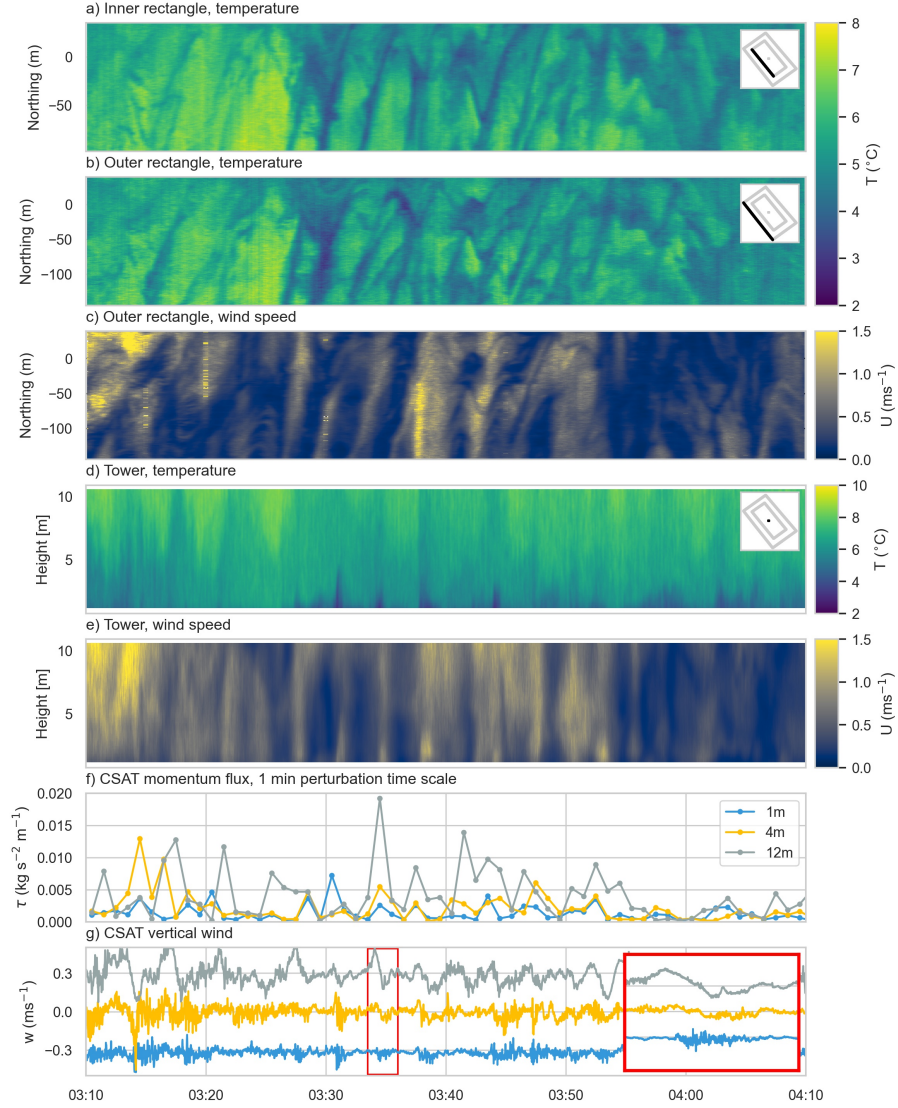 a) Inner rectangle, temperature
Northing (m)
0
−50
8
7
6
5
4
3
2
T (°C)
b) Outer rectangle, temperature
Northing (m)
0
−50
−100
c) Outer rectangle, wind speed
Northing (m)
0
−50
−100
1.5
1.0
0.5
0.0
U (ms⁻¹)
d) Tower, temperature
Height [m]
10
5
10
8
6
4
2
T (°C)
e) Tower, wind speed
Height [m]
10
5
1.5
1.0
0.5
0.0
U (ms⁻¹)
f) CSAT momentum flux, 1 min perturbation time scale
τ (kg s⁻² m⁻¹)
0.020
0.015
0.010
0.005
0.000
1m
4m
12m
g) CSAT vertical wind
w (ms⁻¹)
0.3
0.0
−0.3
03:10 03:20 03:30 03:40 03:50 04:00 04:10